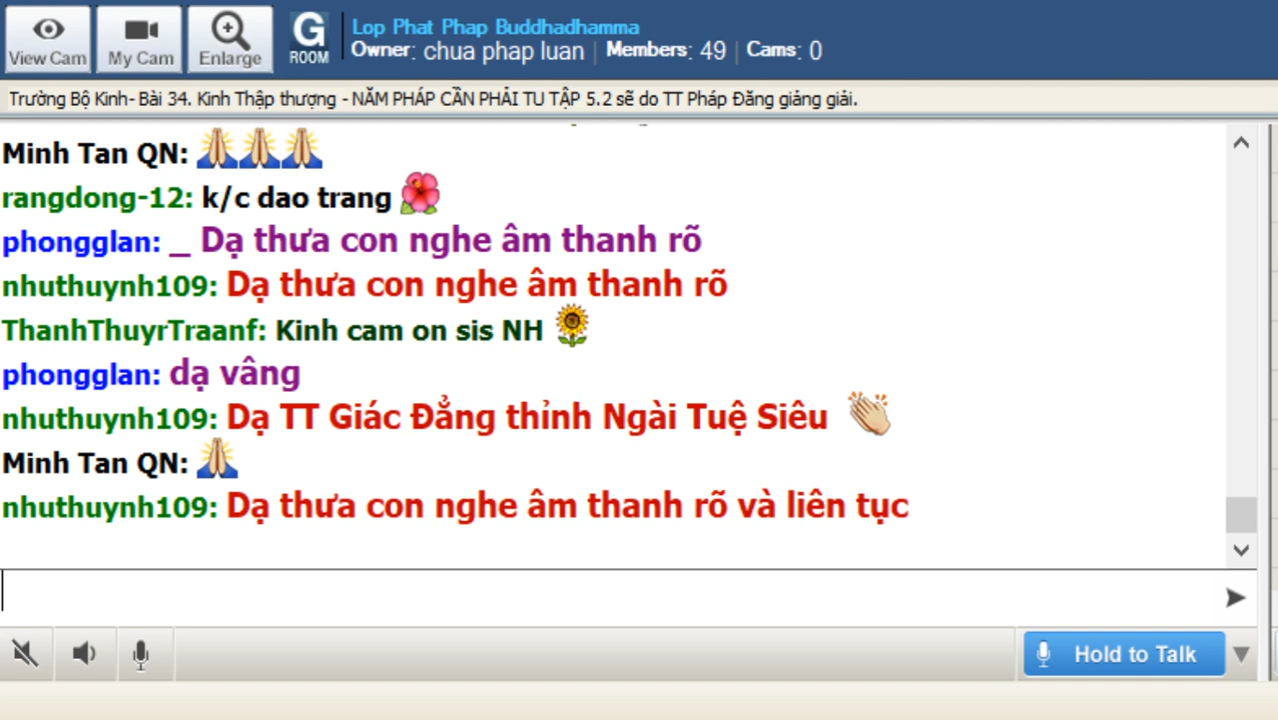 Lop Phat Phap Buddhadhamma
View Cam My Cam Enlarge G ROOM Owner: chua phap luan | Members: 49 | Cams: 0
Trường Bộ Kinh- Bài 34. Kinh Thập thượng - NĂM PHÁP CẦN PHẢI TU TẬP 5.2 sẽ do TT Pháp Đăng giảng giải.
Minh Tan QN:
rangdong-12: k/c dao trang
phongglan: _ Dạ thưa con nghe âm thanh rõ
nhuthuynh109: Dạ thưa con nghe âm thanh rõ
ThanhThuyrTraanf: Kinh cam on sis NH
phongglan: dạ vâng
nhuthuynh109: Dạ TT Giác Đẳng thỉnh Ngài Tuệ Siêu
Minh Tan QN:
nhuthuynh109: Dạ thưa con nghe âm thanh rõ và liên tục
Hold to Talk